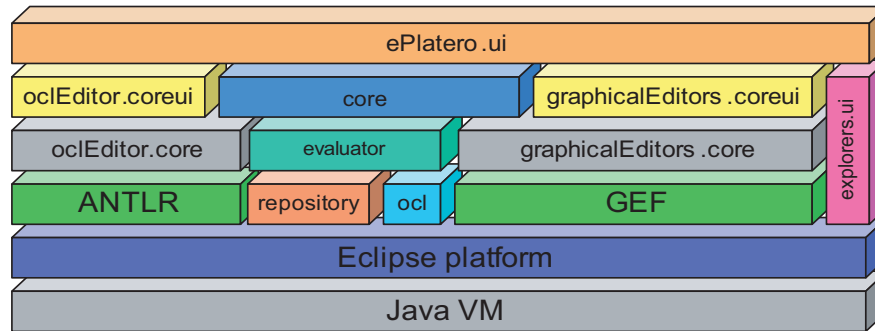 ePlatero .ui
oclEditor.coreui
core
graphicalEditors .coreui
explorers.ui
oclEditor.core
evaluator
graphicalEditors .core
ANTLR
repository
ocl
GEF
Eclipse platform
Java VM